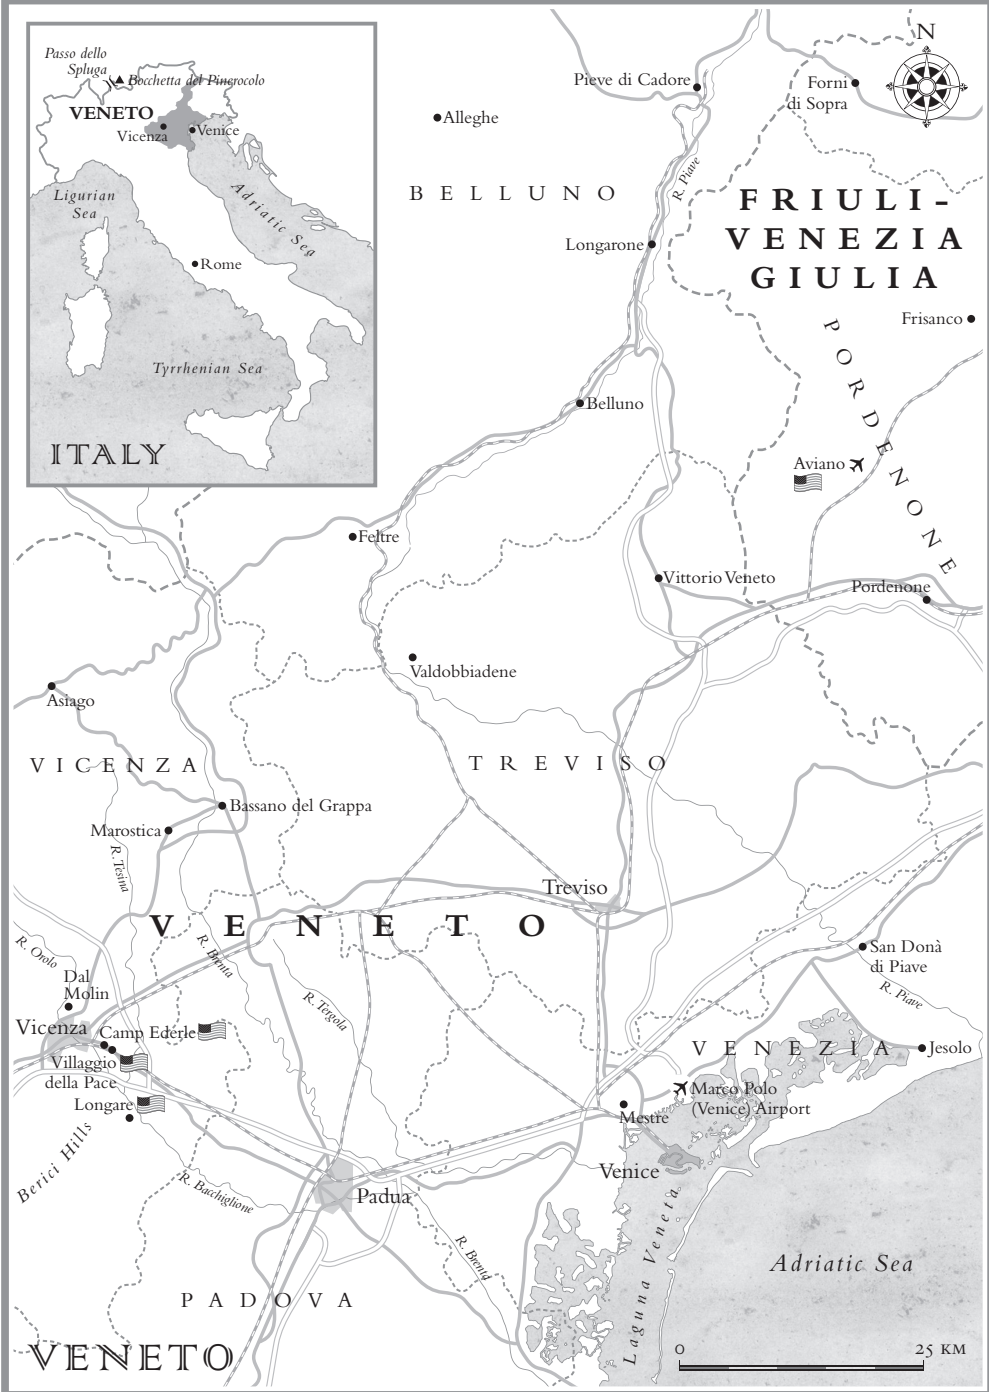 Passo dello
Spluga
Bocchetta del Pincrocolo
VENETO
Vicenza
Venice
Ligurian
Sea
Adriatic Sea
Rome
Tyrrhenian Sea
ITALY
N
Pieve di Cadore
Forni
di Sopra
Alleghe
R. Piave
BELLUNO
FRIULI-
VENEZIA
GIULIA
Longarone
Frisanco
PORDENONE
Belluno
Aviano
Feltre
Vittorio Veneto
Pordenone
Valdobbiadene
Asiago
VICENZA
TREVISO
Bassano del Grappa
Marostica
R. Tesina
Treviso
VENETO
R. Orolo
R. Brenta
San Donà
di Piave
Dal
Molin
R. Tergola
R. Piave
Vicenza
Camp Ederle
VENEZIA
Jesolo
Villaggio
della Pace
Longare
Marco Polo
(Venice) Airport
Mestre
Berici Hills
Venice
R. Bacchiglione
Padua
R. Brenta
Laguna Veneta
Adriatic Sea
PADOVA
VENETO
0
25 KM